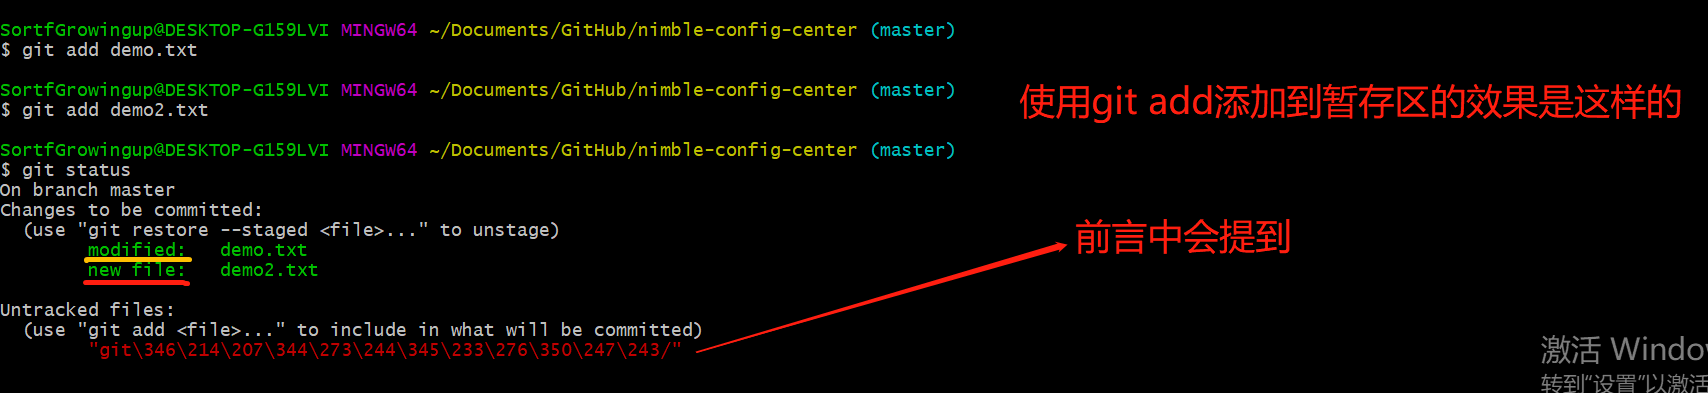 SortfGrowingup@DESKTOP-G159LVI MINGW64 ~/Documents/GitHub/nimble-config-center (master)
$ git add demo.txt
SortfGrowingup@DESKTOP-G159LVI MINGW64 ~/Documents/GitHub/nimble-config-center (master)
$ git add demo2.txt
使用git add添加到暂存区的效果是这样的
SortfGrowingup@DESKTOP-G159LVI MINGW64 ~/Documents/GitHub/nimble-config-center (master)
$ git status
On branch master
Changes to be committed:
(use "git restore --staged <file>..." to unstage)
前言中会提到
modified: demo.txt
new file: demo2.txt
Untracked files:
(use "git add <file>..." to include in what will be committed)
"git\346\214\207\344\273\244\345\233\276\350\247\243/"
激活 Window
转到"设置"以激活